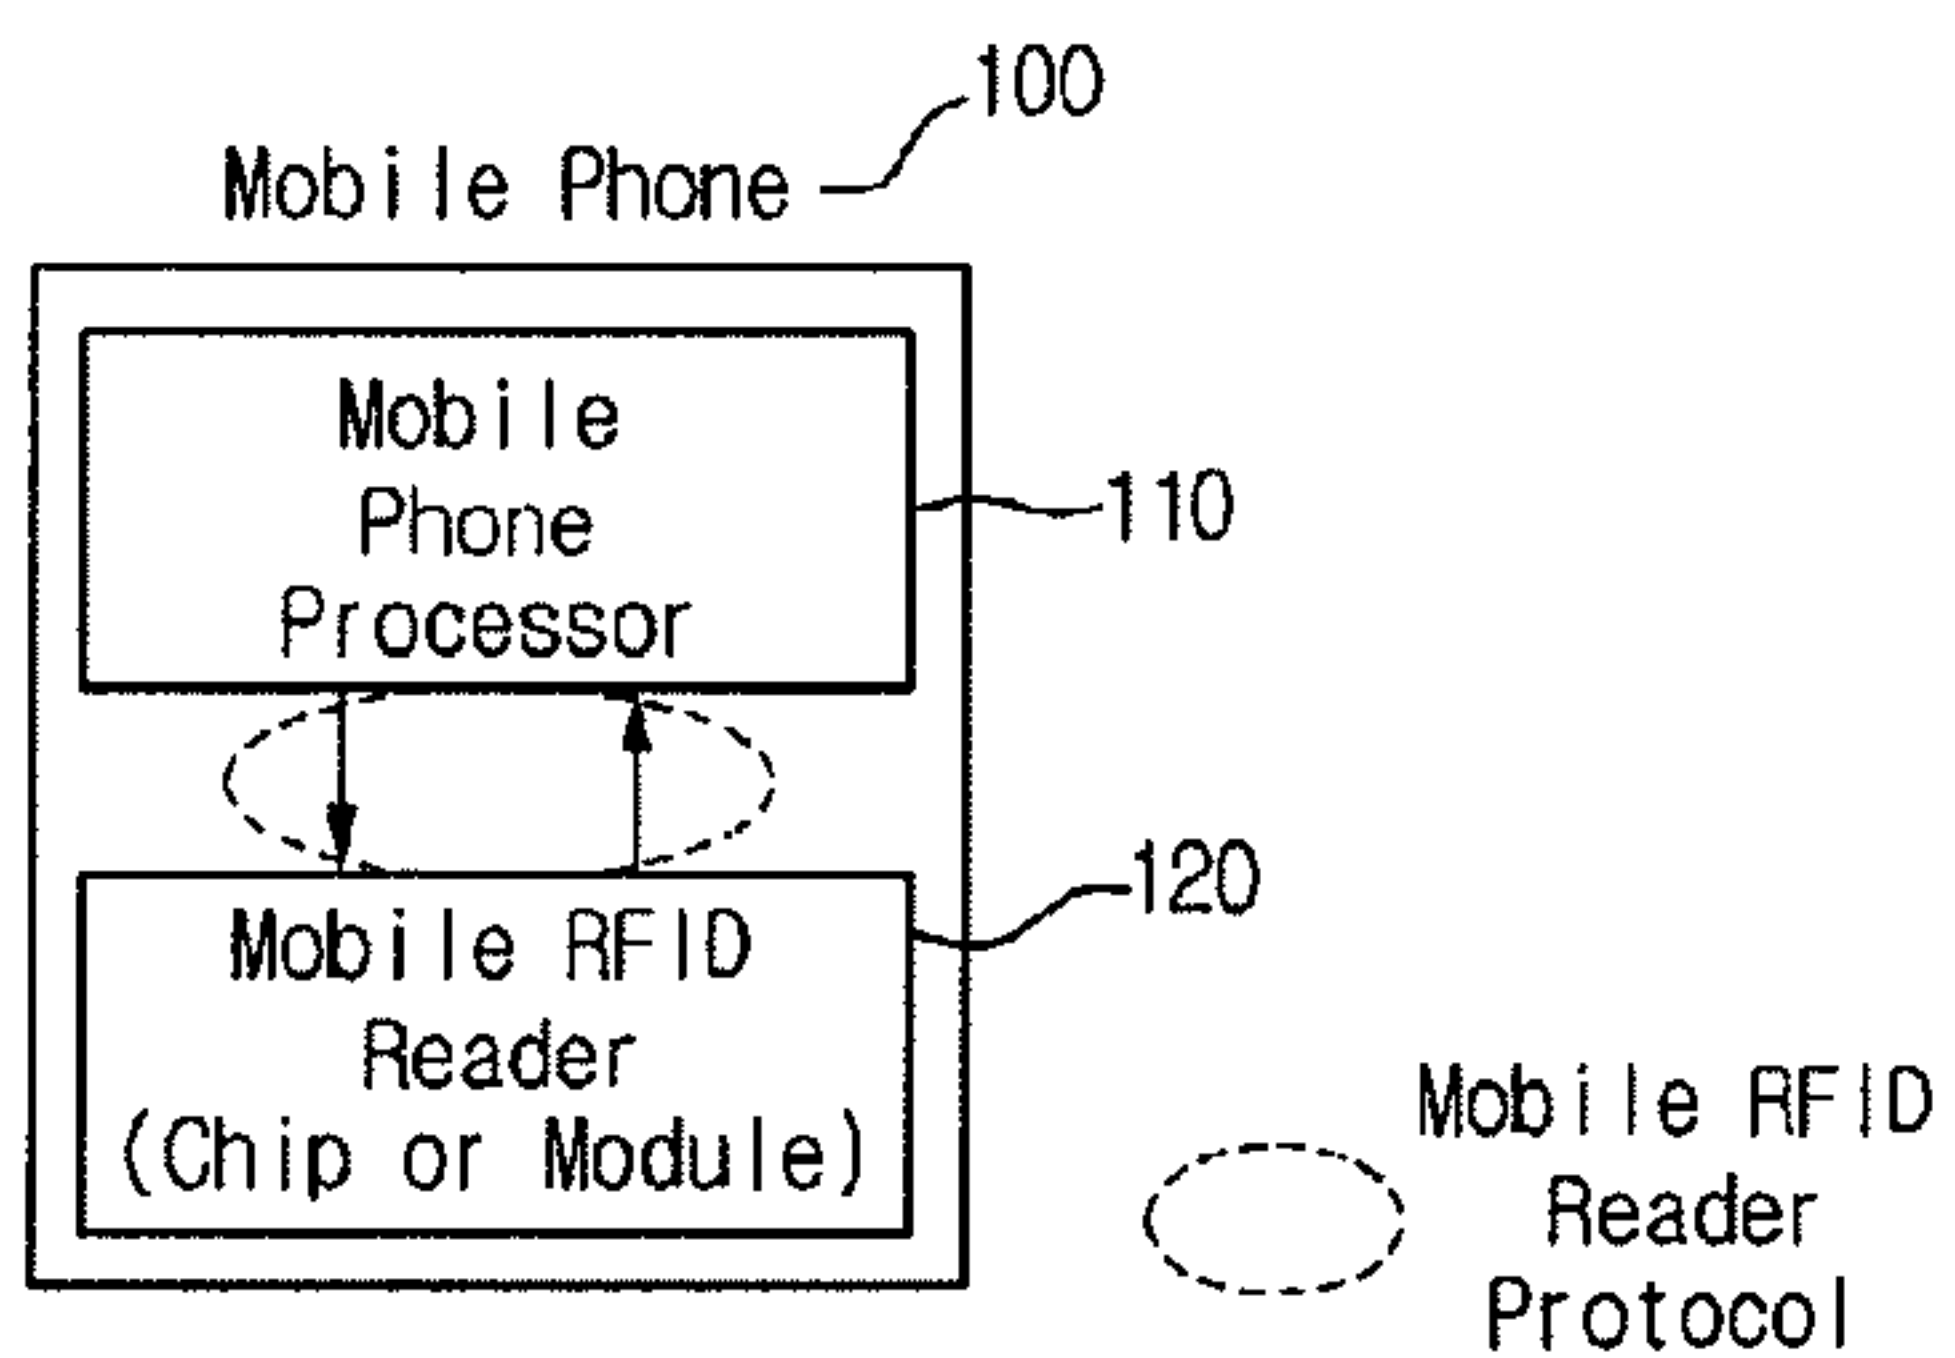 100
Mobile Phone
Mobile
Phone
Processor
110
120
Mobile RFID
Reader
(Chip or Module)
Mobile RFID
Reader
Protocol